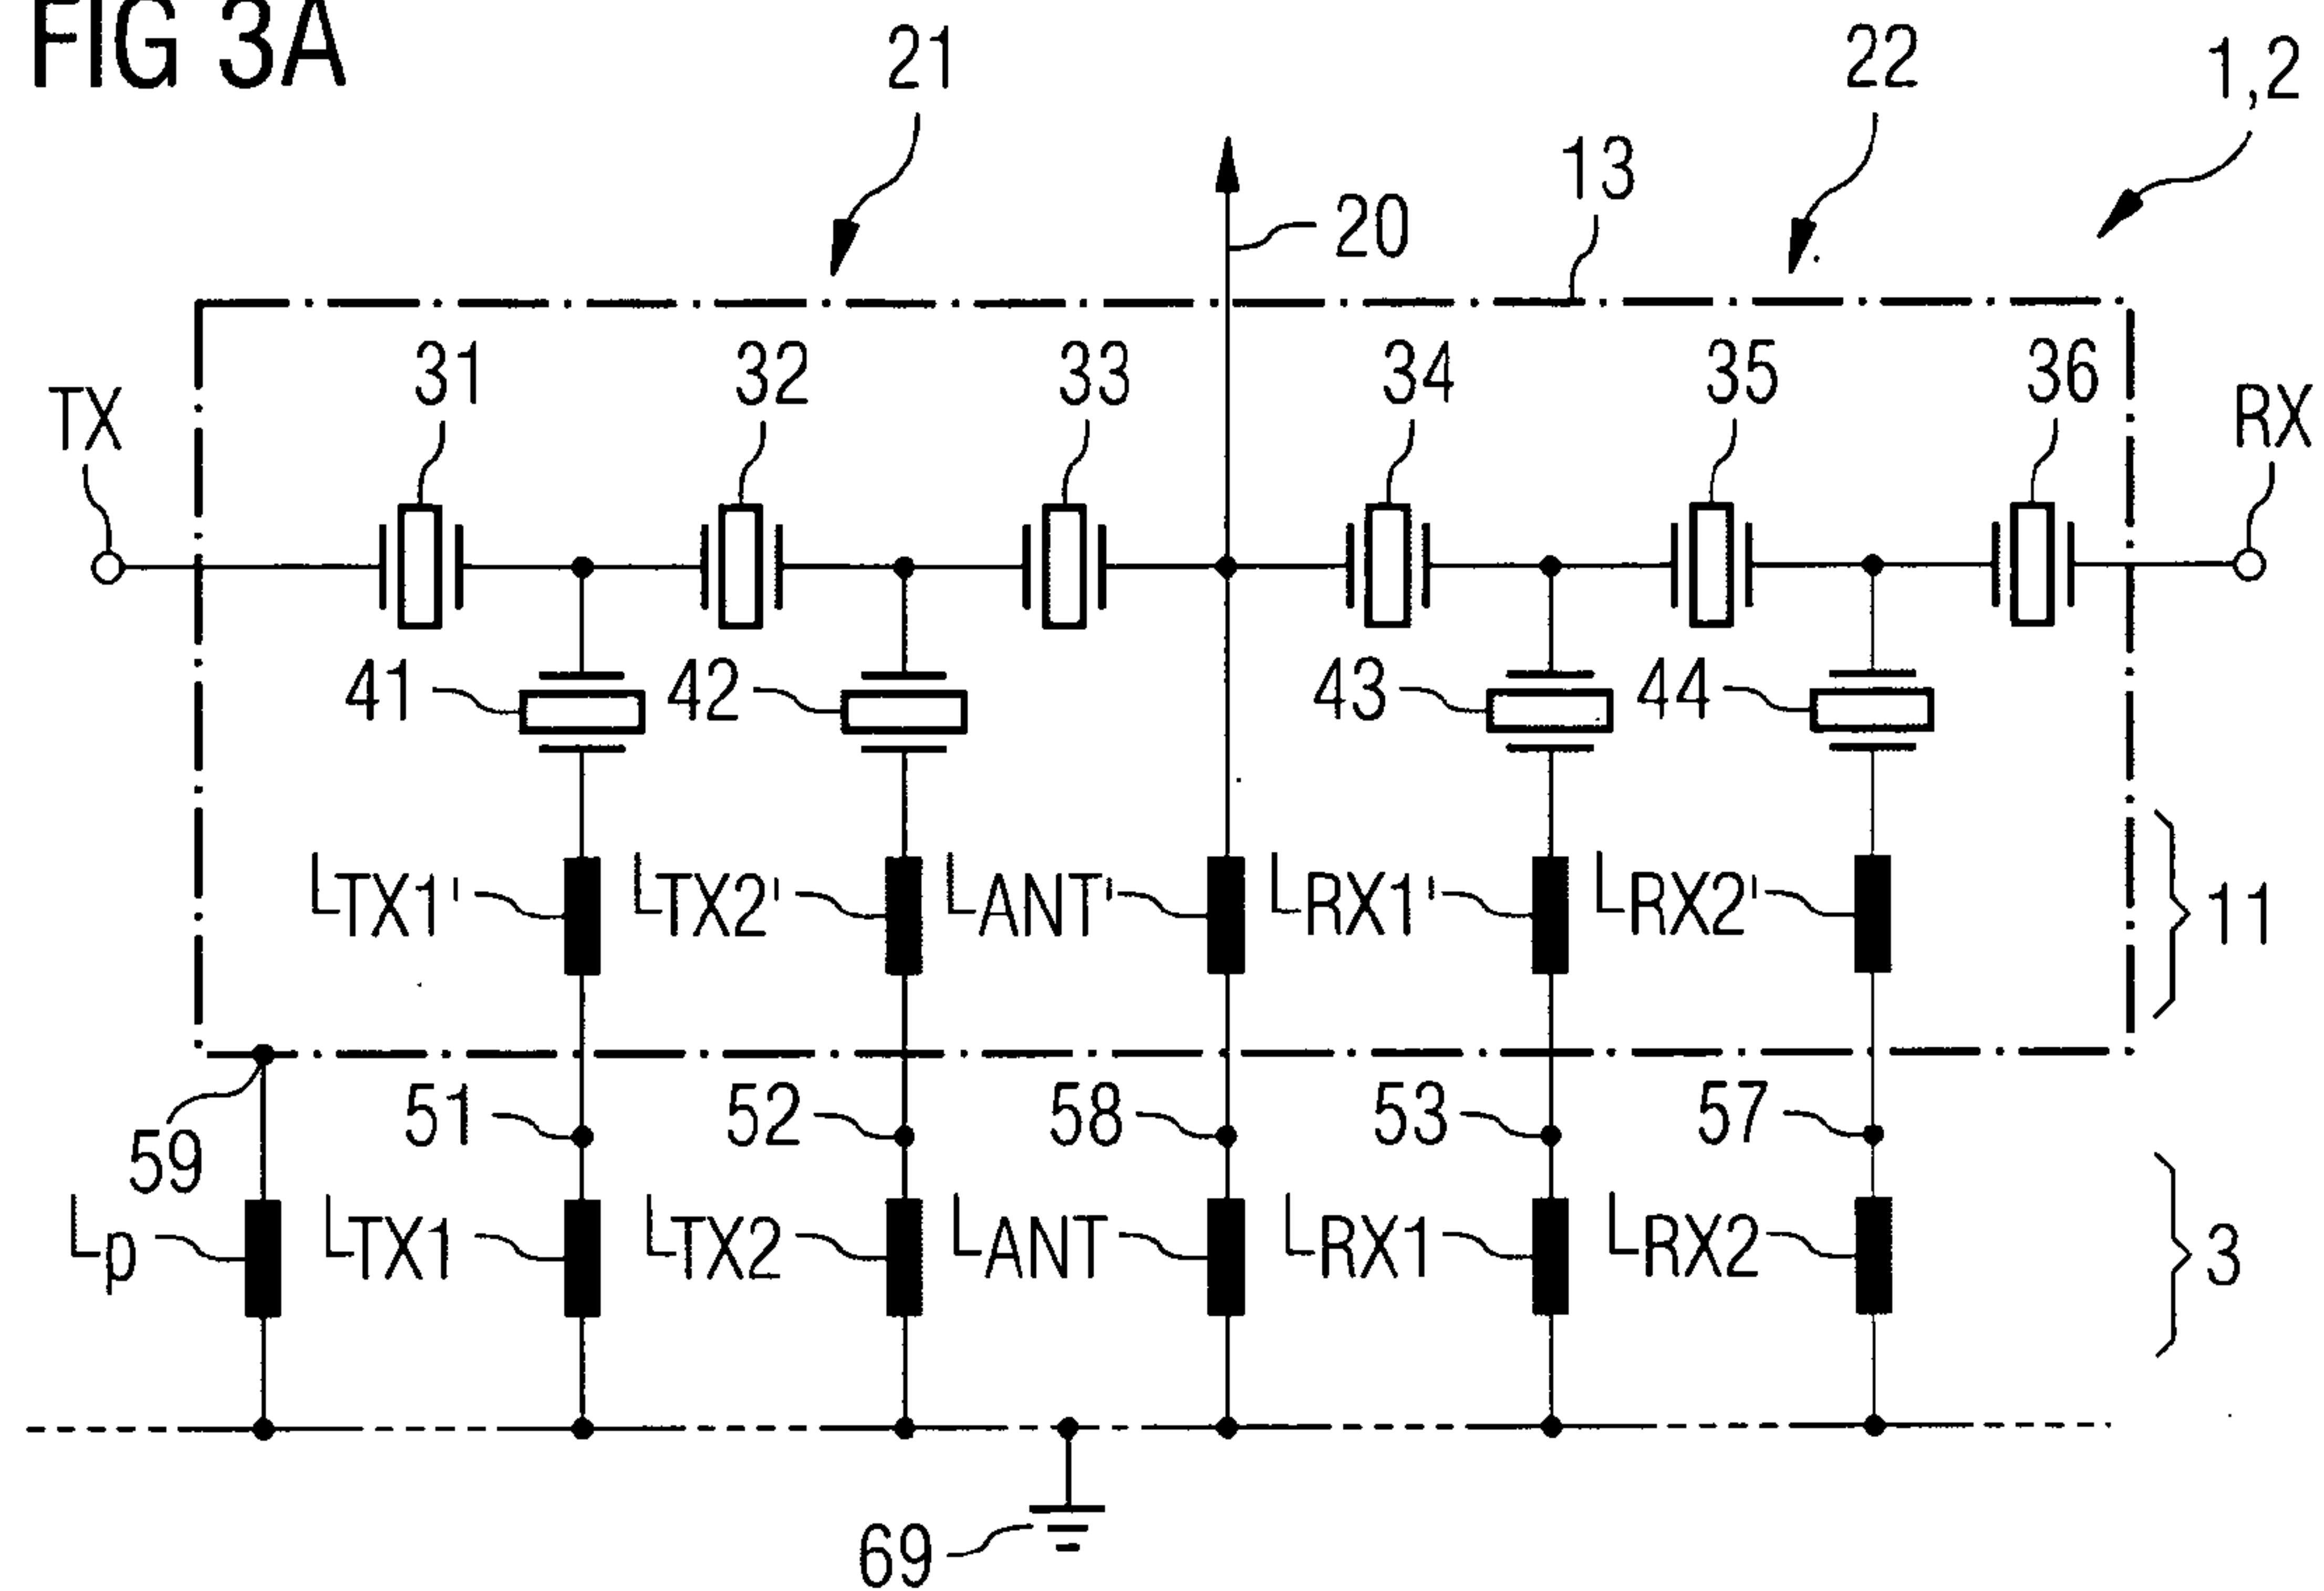 FIG 3A
21
22
1,2
13
20
31
32
33
34
35
36
TX
RX
41
42
43
44
LTX1'
LTX2'
LANT'
LRX1'
LRX2'
11
59
51
52
58
53
57
Lp
LTX1
LTX2
LANT
LRX1
LRX2
3
69